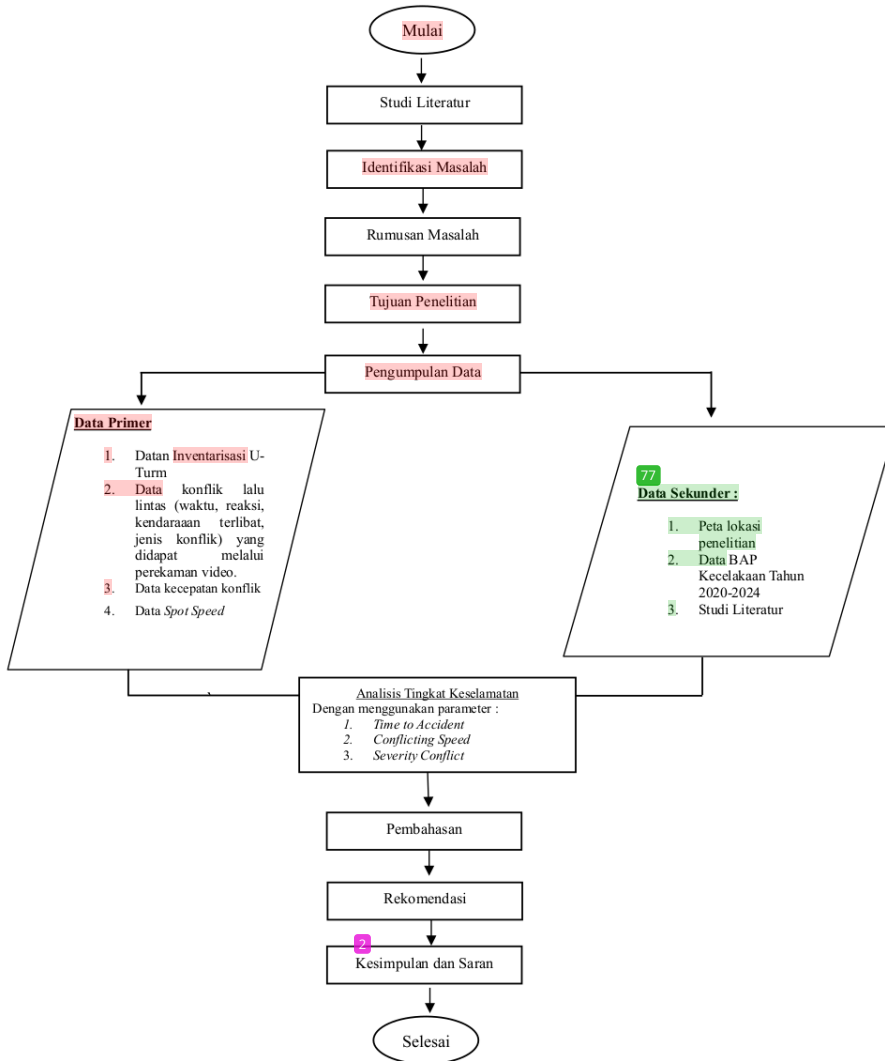 Mulai
Studi Literatur
Identifikasi Masalah
Rumusan Masalah
Tujuan Penelitian
Pengumpulan Data
Data Primer
1. Datan Inventarisasi U-
Turm
2. Data konflik lalu
lintas (waktu, reaksi,
kendaraaan terlibat,
jenis konflik) yang
didapat melalui
perekaman video.
3. Data kecepatan konflik
4. Data Spot Speed
77
Data Sekunder :
1. Peta lokasi
penelitian
2. Data BAP
Kecelakaan Tahun
2020-2024
3. Studi Literatur
Analisis Tingkat Keselamatan
Dengan menggunakan parameter :
1. Time to Accident
2. Conflicting Speed
3. Severity Conflict
Pembahasan
Rekomendasi
2
Kesimpulan dan Saran
Selesai